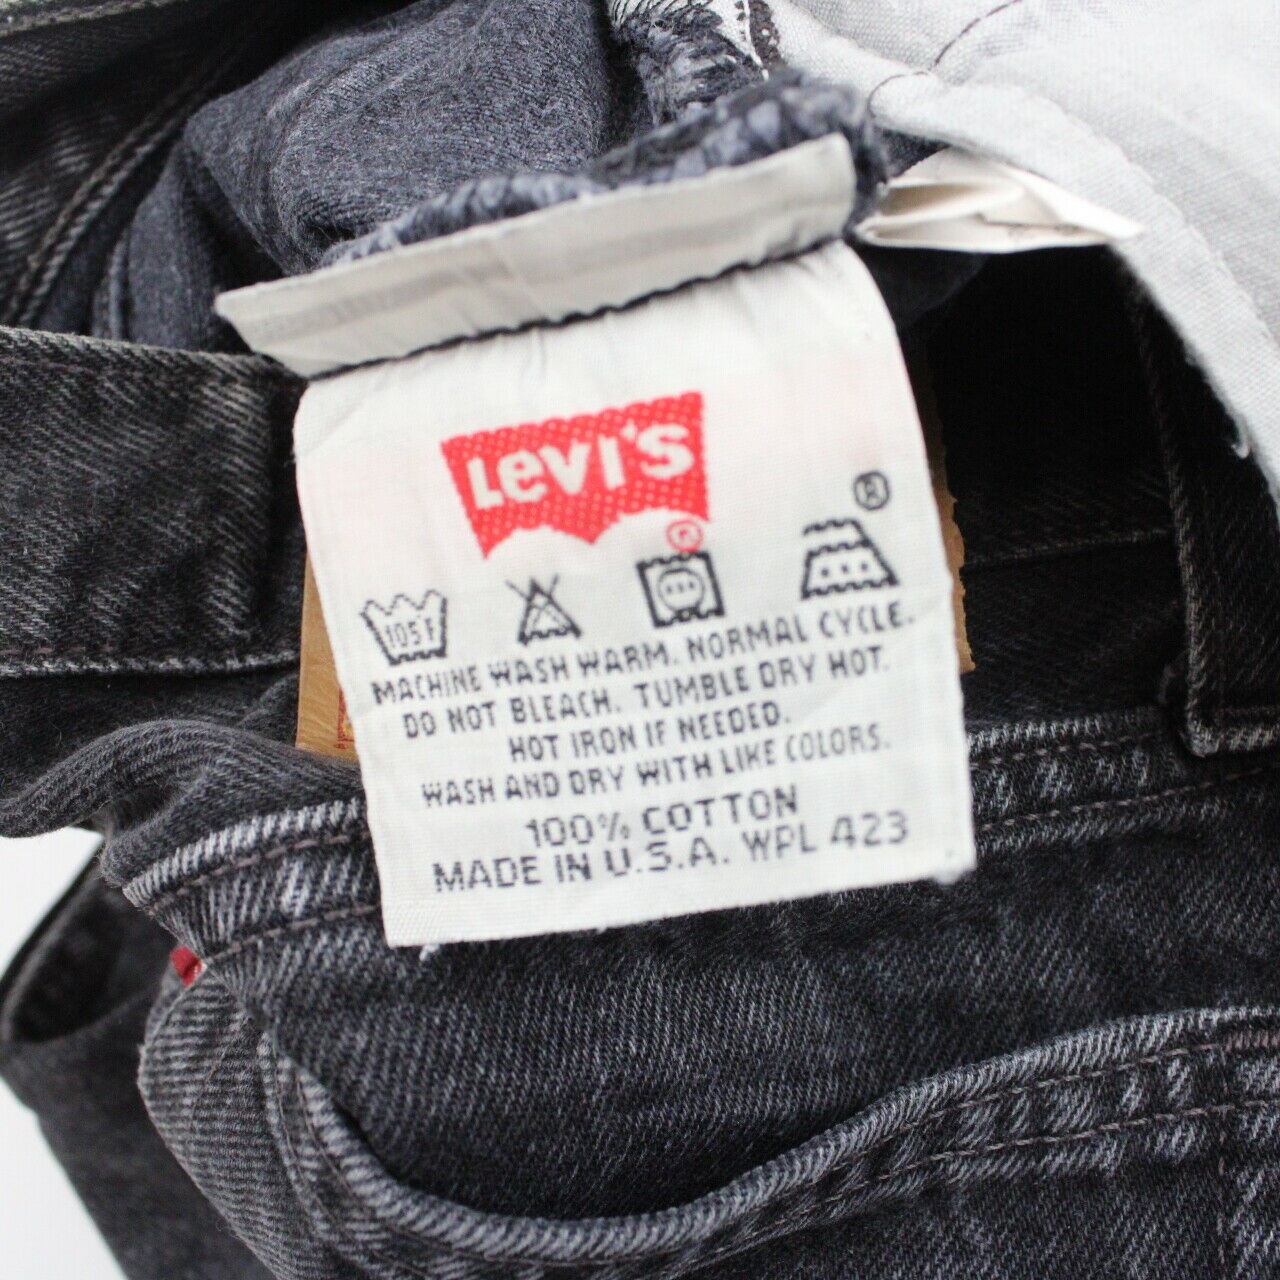 Levi's
®
®
105F
MACHINE WASH WARM. NORMAL CYCLE.
DO NOT BLEACH. TUMBLE DRY HOT.
HOT IRON IF NEEDED.
WASH AND DRY WITH LIKE COLORS.
100% COTTON
MADE IN U.S.A. WPL 423